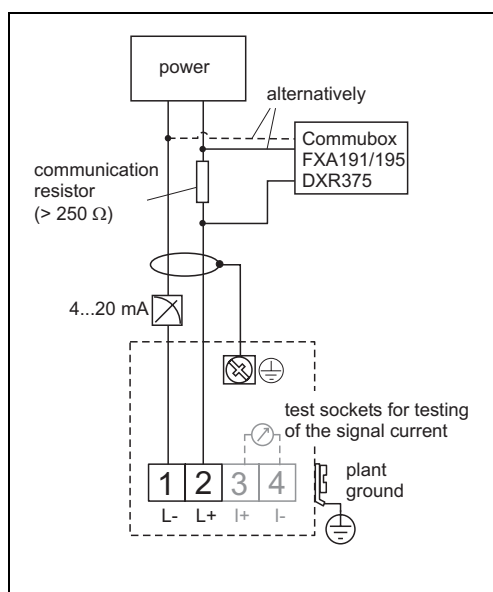 power
alternatively
Commubox
FXA191/195
DXR375
communication
resistor
(> 250 Ω)
4...20 mA
test sockets for testing
of the signal current
1 2 3 4
L- L+ I+ I-
plant
ground